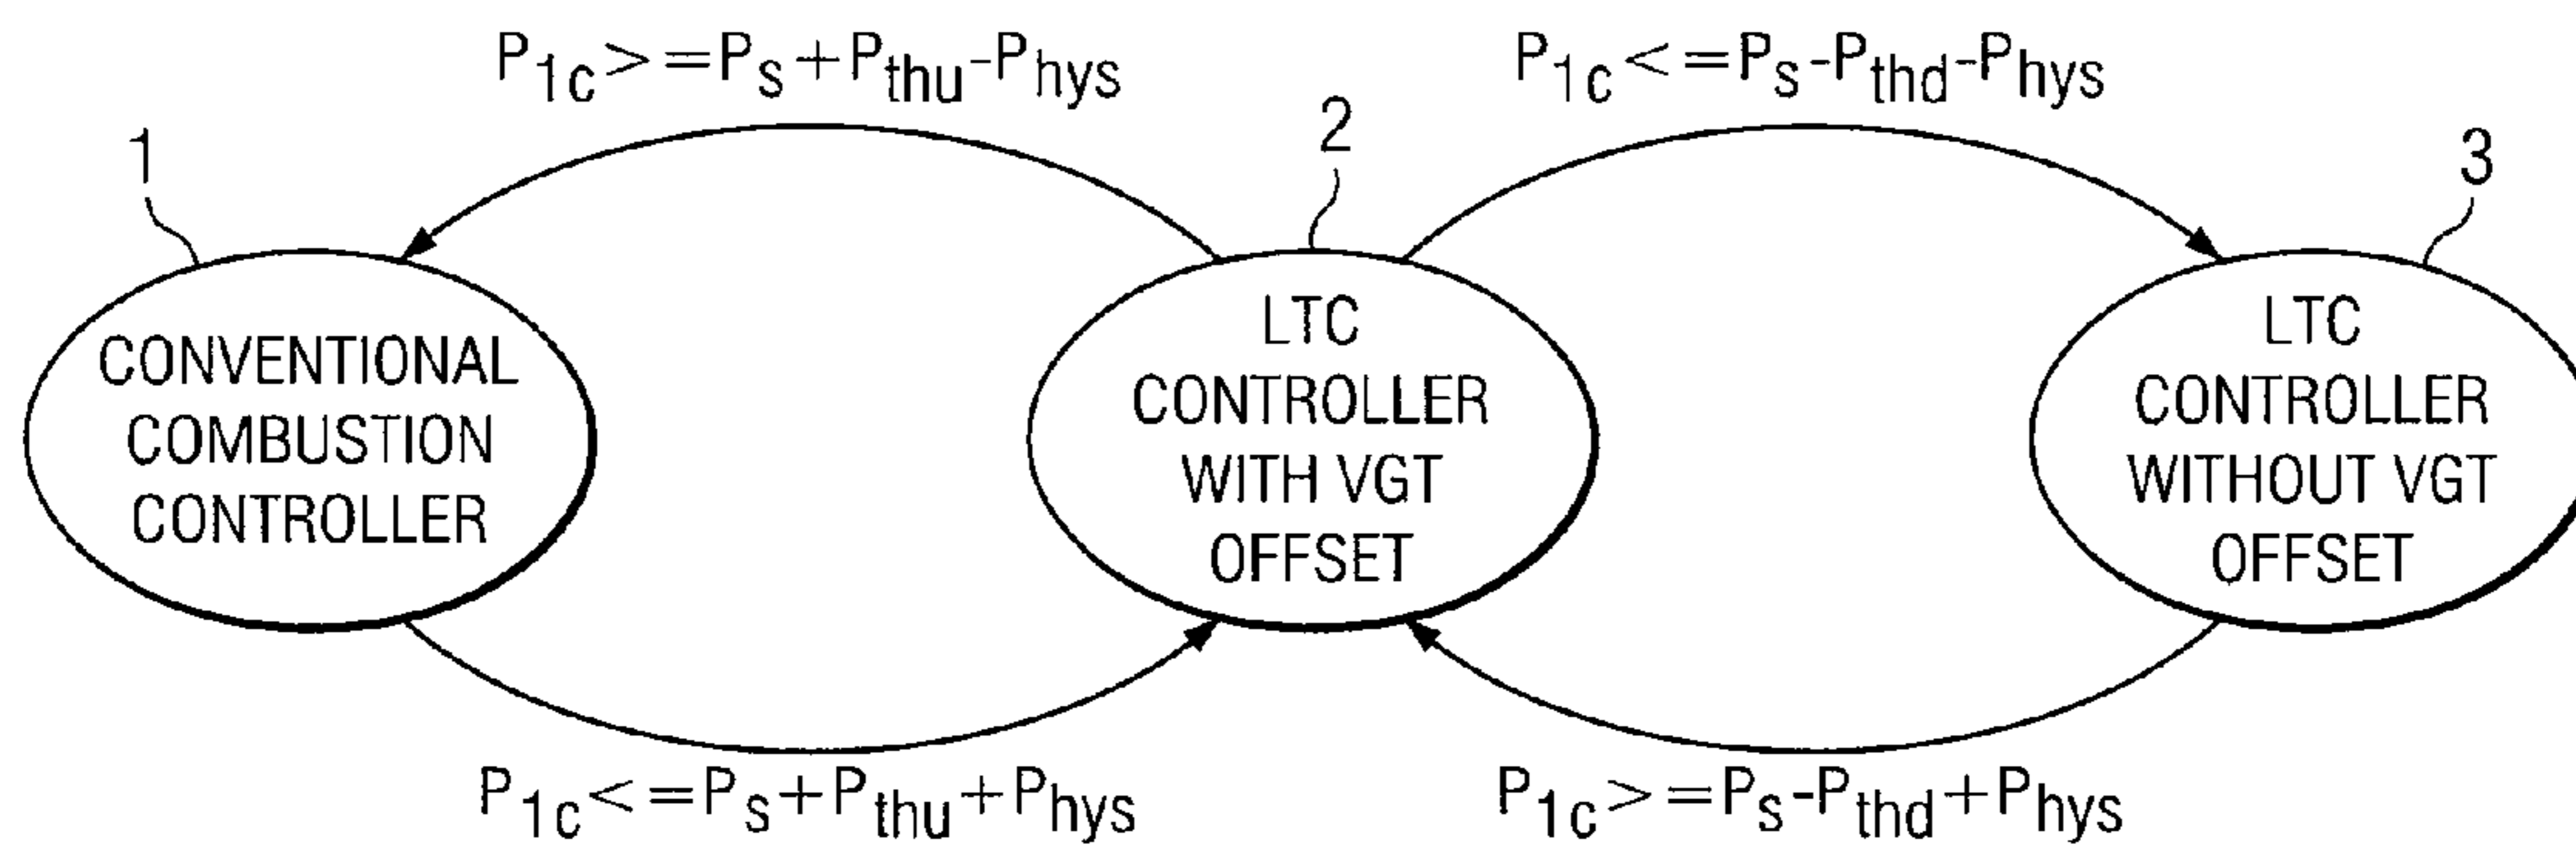 P1c>=Ps+Pthu-Phys
P1c<=Ps-Pthd-Phys
1
2
3
CONVENTIONAL
COMBUSTION
CONTROLLER
LTC
CONTROLLER
WITH VGT
OFFSET
LTC
CONTROLLER
WITHOUT VGT
OFFSET
P1c<=Ps+Pthu+Phys
P1c>=Ps-Pthd+Phys